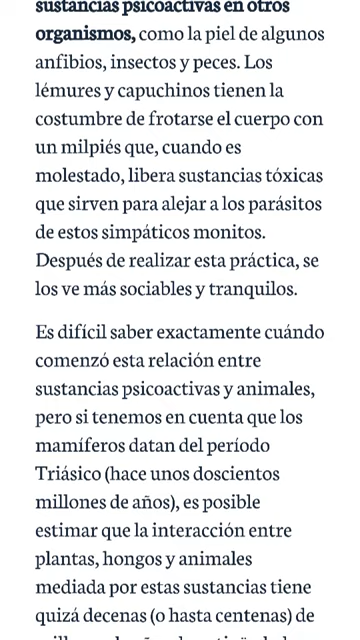 sustancias psicoactivas en otros
organismos, como la piel de algunos
anfibios, insectos y peces. Los
lémures y capuchinos tienen la
costumbre de frotarse el cuerpo con
un milpiés que, cuando es
molestado, libera sustancias tóxicas
que sirven para alejar a los parásitos
de estos simpáticos monitos.
Después de realizar esta práctica, se
los ve más sociables y tranquilos.
Es difícil saber exactamente cuándo
comenzó esta relación entre
sustancias psicoactivas y animales,
pero si tenemos en cuenta que los
mamíferos datan del período
Triásico (hace unos doscientos
millones de años), es posible
estimar que la interacción entre
plantas, hongos y animales
mediada por estas sustancias tiene
quizá decenas (o hasta centenas) de